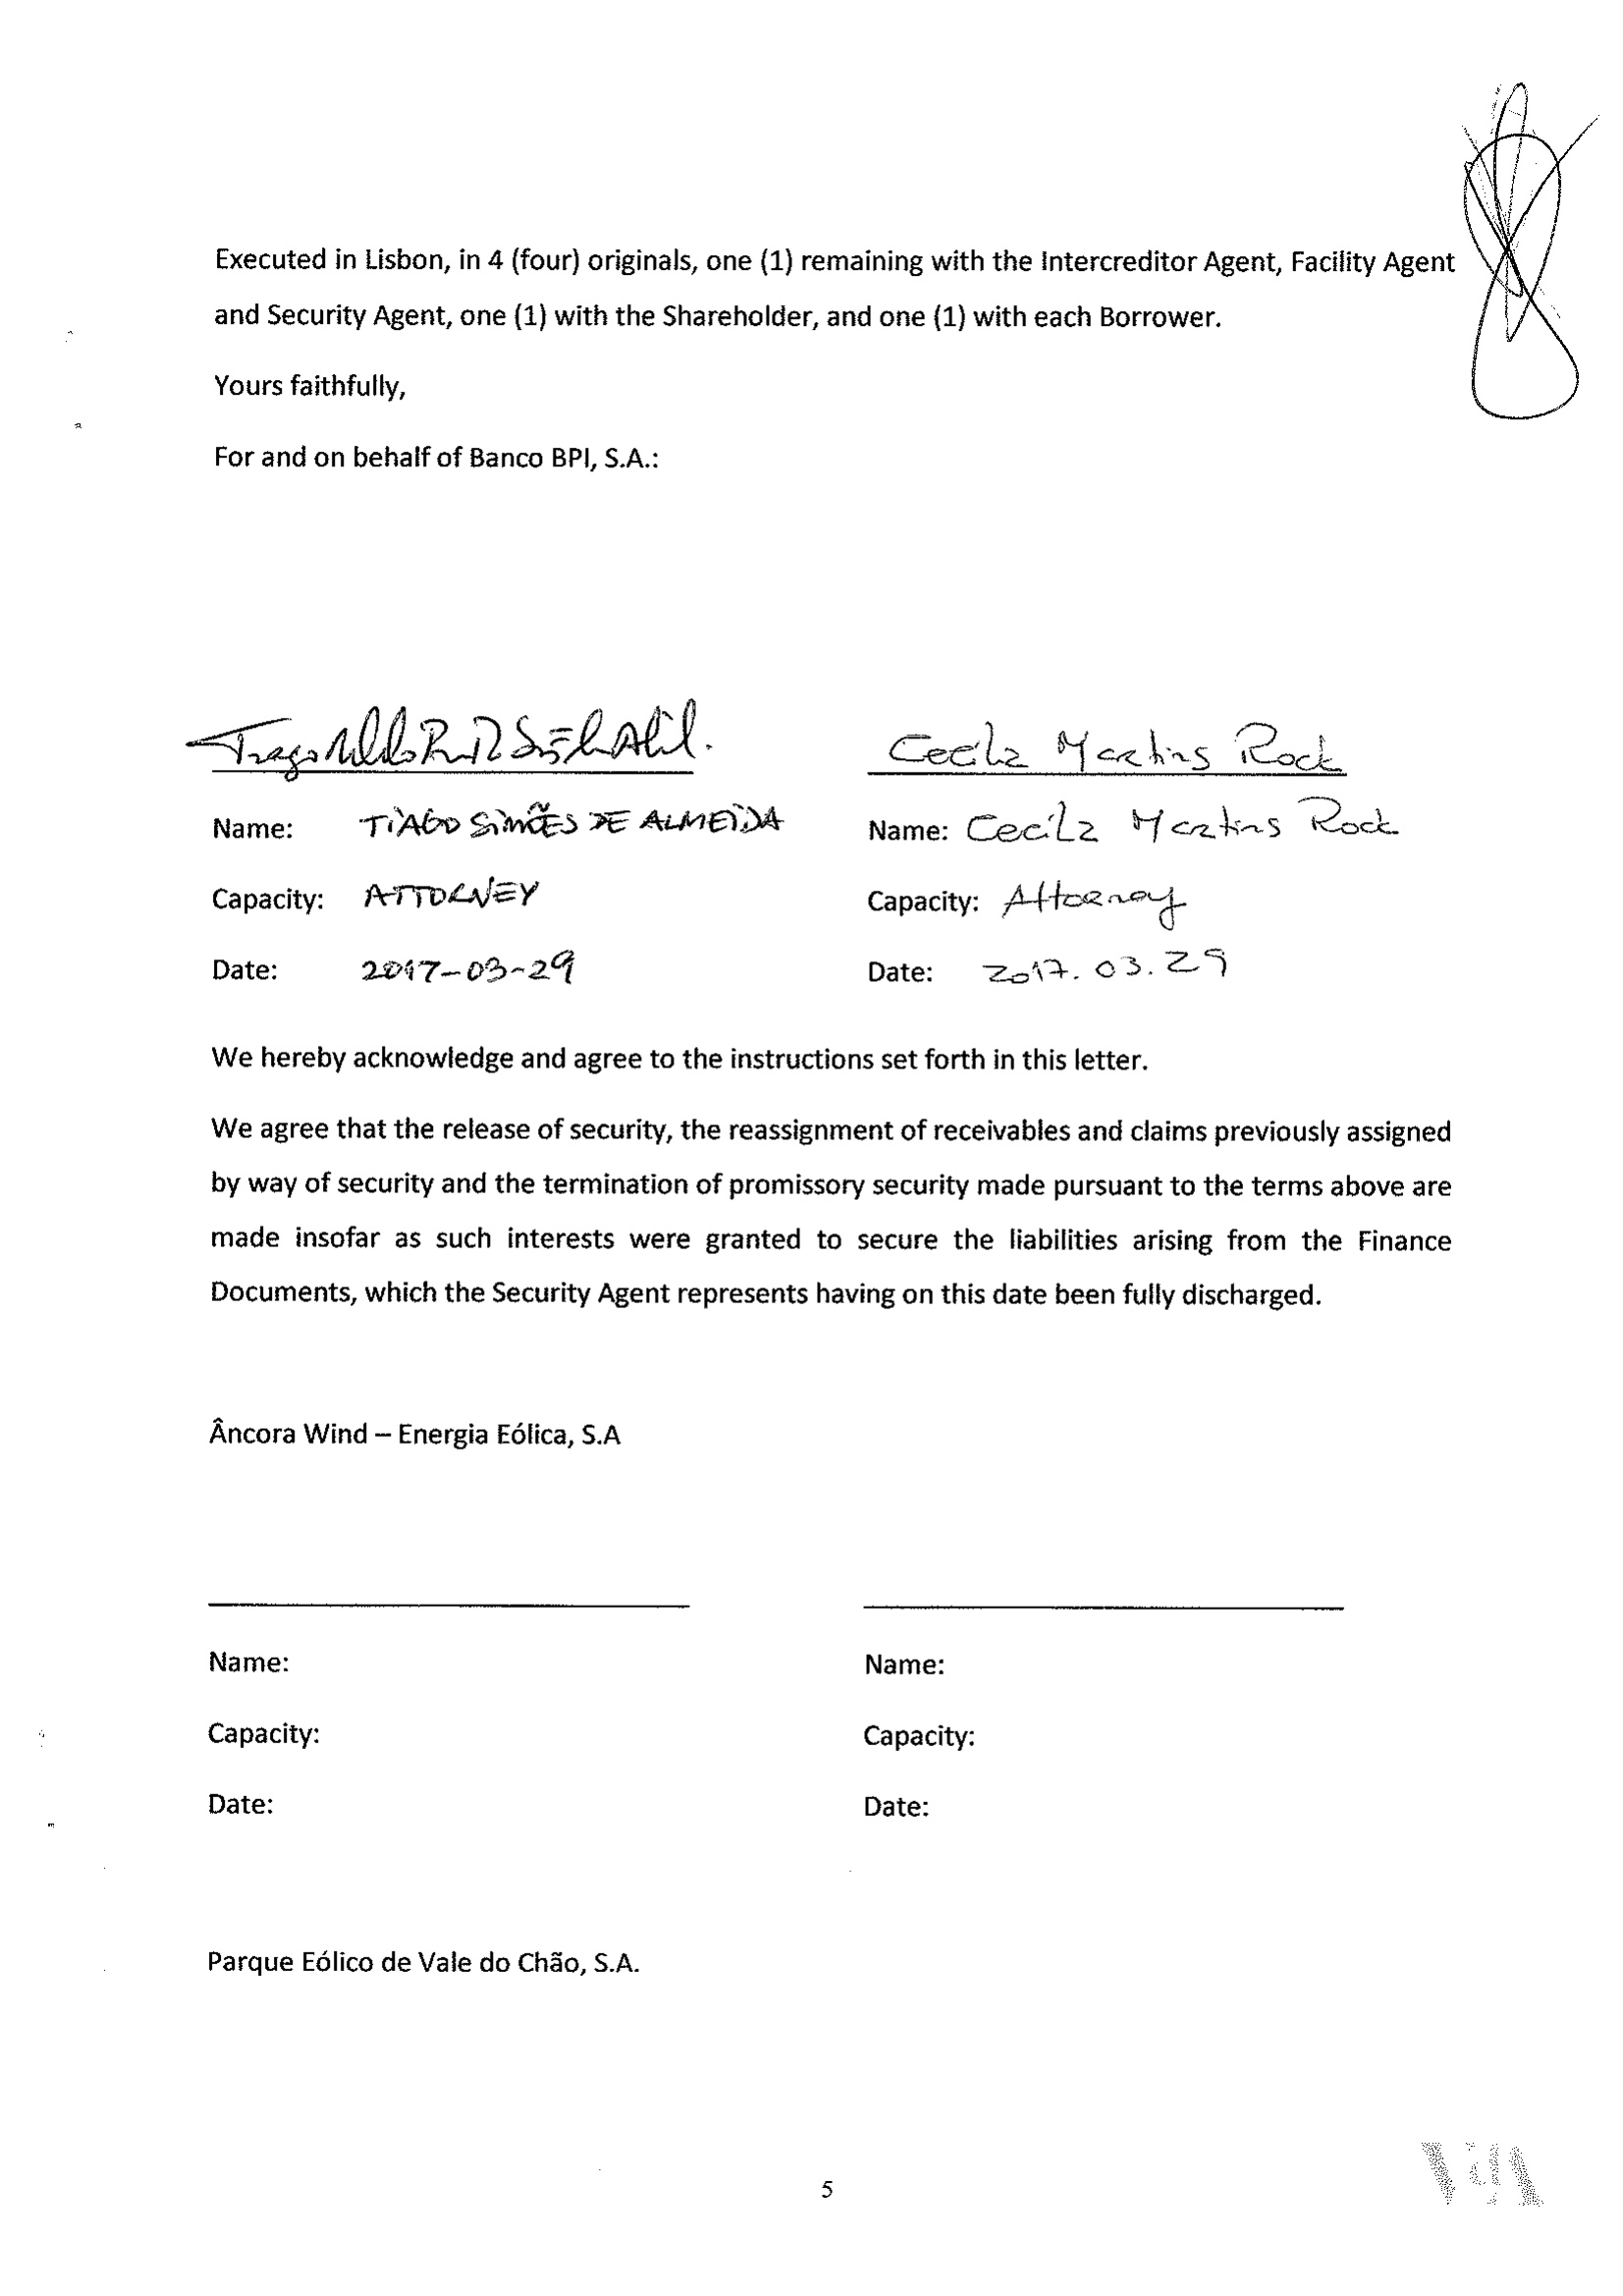 Executed in Lisbon, in 4 (four) originals, one (1) remaining with the Intercreditor Agent, Facility Agent
and Security Agent, one (1) with the Shareholder, and one (1) with each Borrower.
Yours faithfully,
For and on behalf of Banco BPI, S.A.:
Cecília Martins Rock
Name: TIAGO SIMÕES DE ALMEIDA Name: Cecília Martins Rock
Capacity: ATTORNEY Capacity: Attorney
Date: 2017-03-29 Date: 2017.03.29
We hereby acknowledge and agree to the instructions set forth in this letter.
We agree that the release of security, the reassignment of receivables and claims previously assigned
by way of security and the termination of promissory security made pursuant to the terms above are
made insofar as such interests were granted to secure the liabilities arising from the Finance
Documents, which the Security Agent represents having on this date been fully discharged.
Âncora Wind – Energia Eólica, S.A
Name: Name:
Capacity: Capacity:
Date: Date:
Parque Eólico de Vale do Chão, S.A.
5